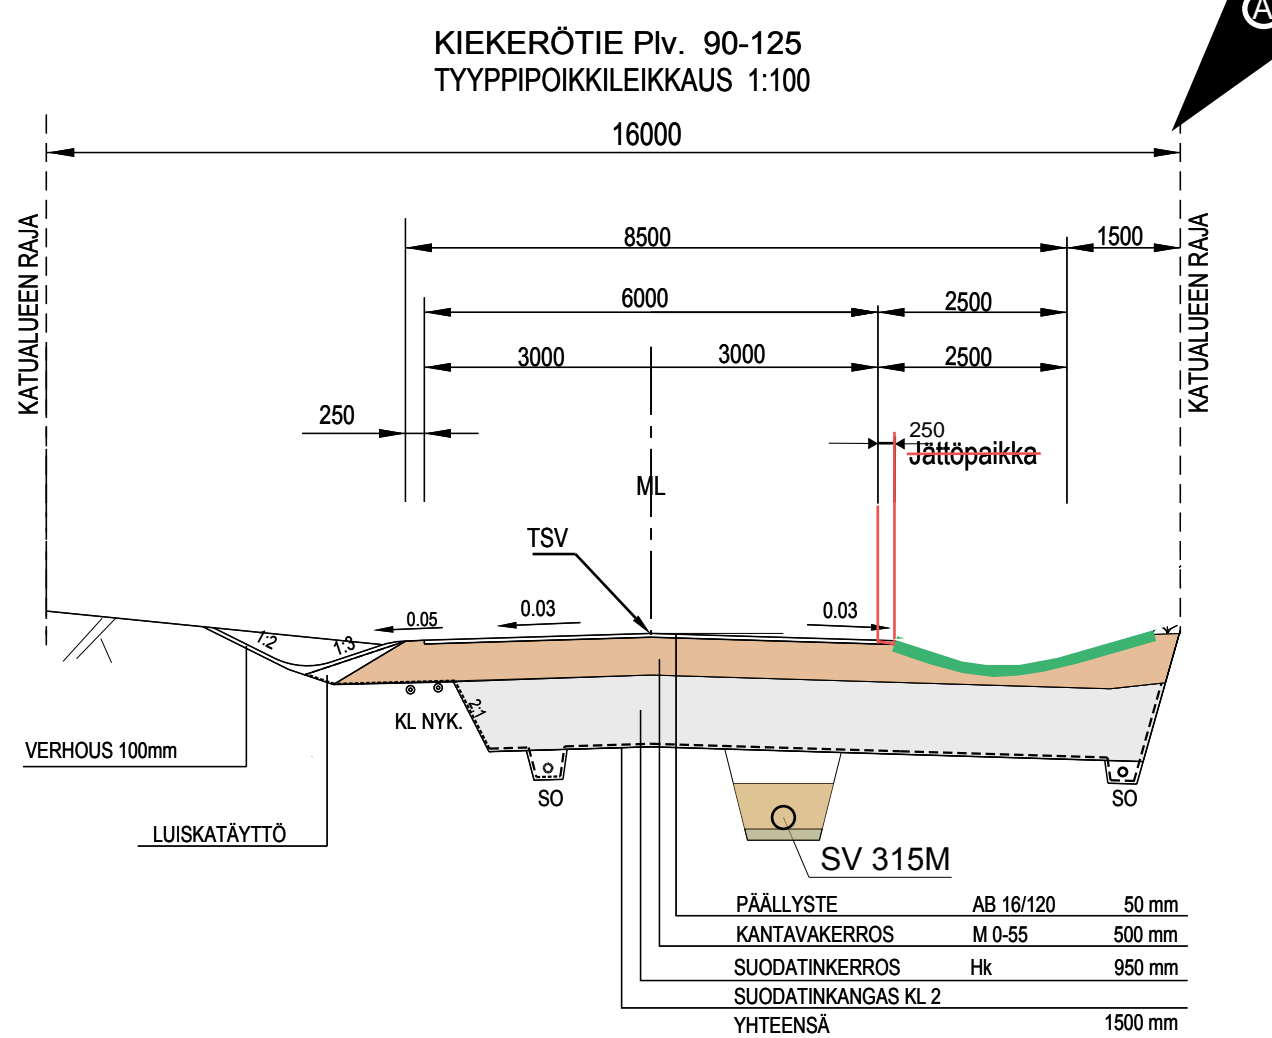 A
KIEKERÖTIE Plv. 90-125
TYYPPIPOIKKILEIKKAUS 1:100
16000
KATUALUEEN RAJA
KATUALUEEN RAJA
8500
1500
6000
2500
3000
3000
2500
250
250
Jättöpaikka
ML
TSV
0.05
0.03
0.03
1:2
1:3
2:1
KL NYK.
VERHOUS 100mm
SO
SO
LUISKATÄYTTÖ
SV 315M
PÄÄLLYSTE AB 16/120 50 mm
KANTAVAKERROS M 0-55 500 mm
SUODATINKERROS Hk 950 mm
SUODATINKANGAS KL 2
YHTEENSÄ 1500 mm